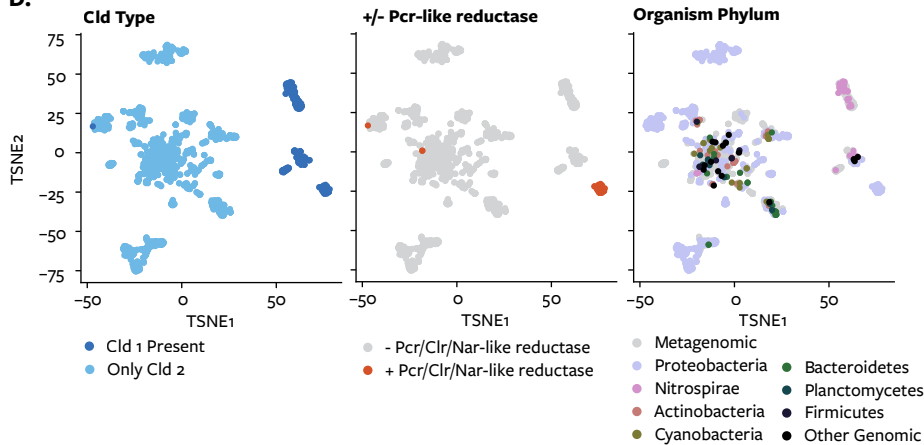 D.
Cld Type
+/- Pcr-like reductase
Organism Phylum
75
50
25
0
−25
−50
−75
TSNE2
−50 0 50
−50 0 50
−50 0 50
TSNE1
TSNE1
TSNE1
Cld 1 Present
Only Cld 2
- Pcr/Clr/Nar-like reductase
+ Pcr/Clr/Nar-like reductase
Metagenomic
Proteobacteria
Nitrospirae
Actinobacteria
Cyanobacteria
Bacteroidetes
Planctomycetes
Firmicutes
Other Genomic